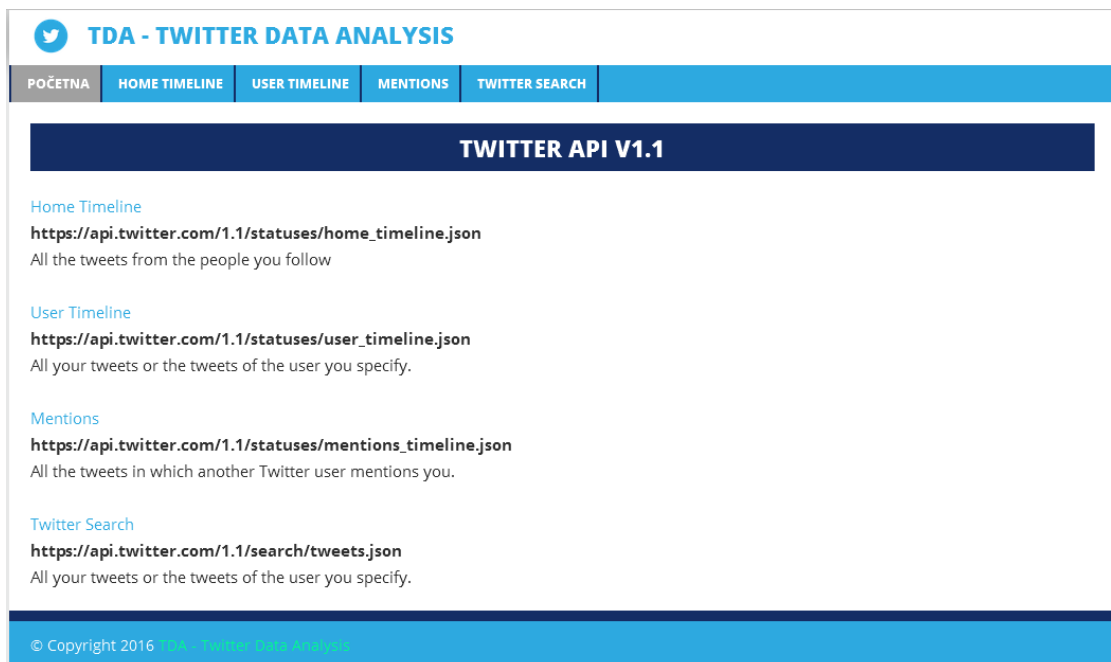 TDA - TWITTER DATA ANALYSIS
POČETNA HOME TIMELINE USER TIMELINE MENTIONS TWITTER SEARCH
TWITTER API V1.1
Home Timeline
https://api.twitter.com/1.1/statuses/home_timeline.json
All the tweets from the people you follow
User Timeline
https://api.twitter.com/1.1/statuses/user_timeline.json
All your tweets or the tweets of the user you specify.
Mentions
https://api.twitter.com/1.1/statuses/mentions_timeline.json
All the tweets in which another Twitter user mentions you.
Twitter Search
https://api.twitter.com/1.1/search/tweets.json
All your tweets or the tweets of the user you specify.
© Copyright 2016 TDA - Twitter Data Analysis